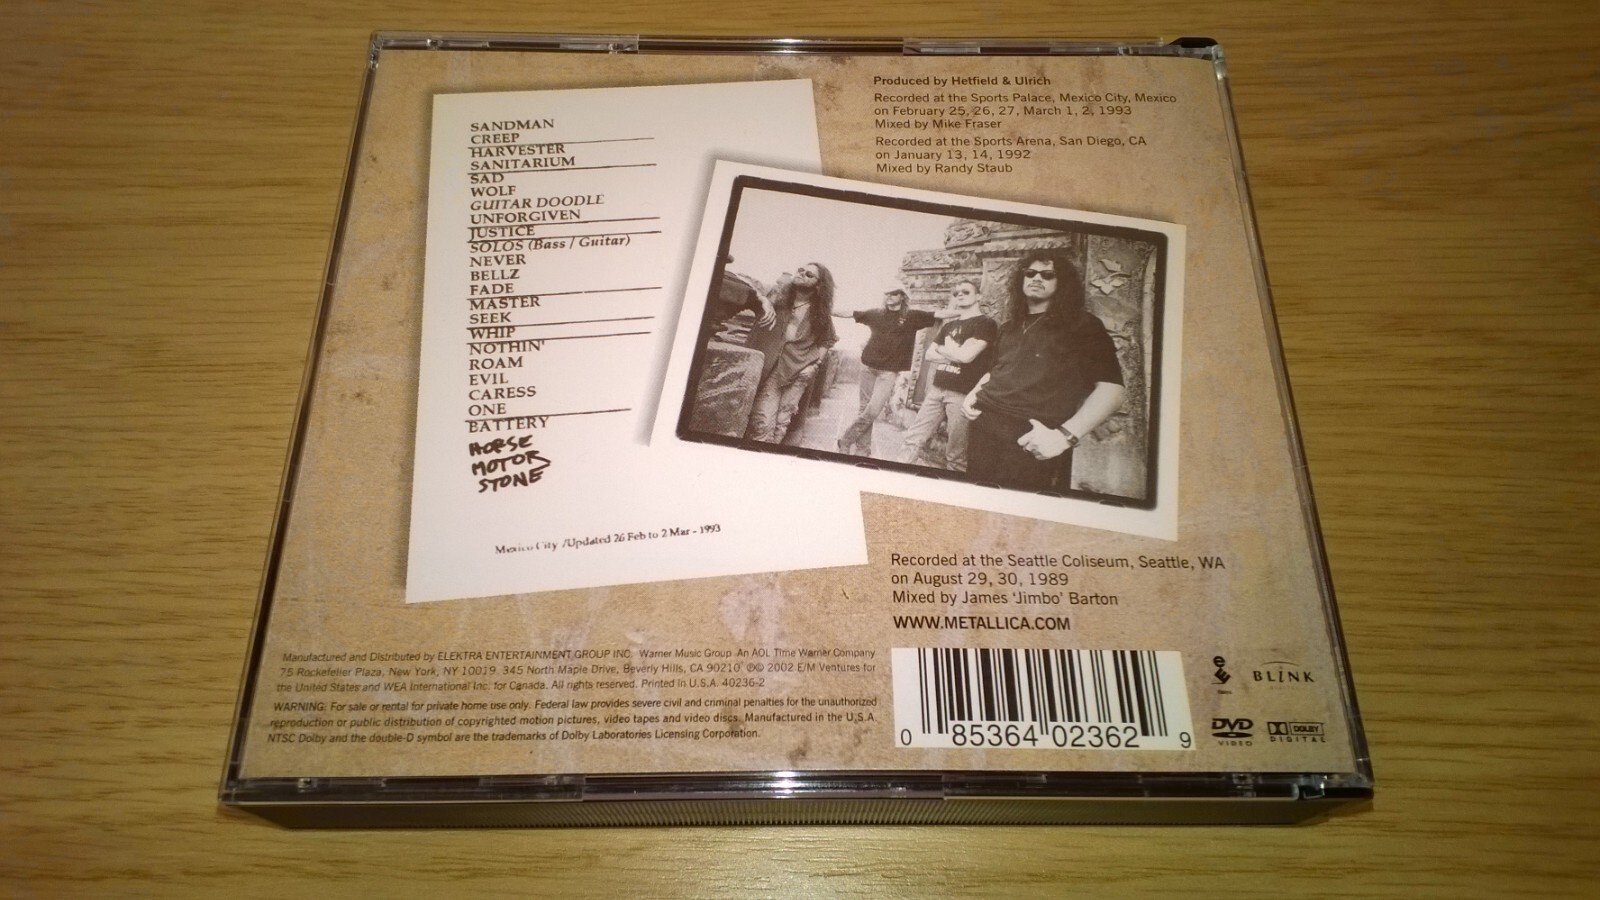 SANDMAN
CREEP
HARVESTER
SANITARIUM
SAD
WOLF
GUITAR DOODLE
UNFORGIVEN
JUSTICE
SOLOS (Bass / Guitar)
NEVER
BELLZ
FADE
MASTER
SEEK
WHIP
NOTHIN'
ROAM
EVIL
CARESS
ONE
BATTERY
HORSE
MOTOR
STONE
Mexico City /Updated 26 Feb to 2 Mar - 1993
Produced by Hetfield & Ulrich
Recorded at the Sports Palace, Mexico City, Mexico
on February 25, 26, 27, March 1, 2, 1993
Mixed by Mike Fraser
Recorded at the Sports Arena, San Diego, CA
on January 13, 14, 1992
Mixed by Randy Staub
Recorded at the Seattle Coliseum, Seattle, WA
on August 29, 30, 1989
Mixed by James 'Jimbo' Barton
WWW.METALLICA.COM
Manufactured and Distributed by ELEKTRA ENTERTAINMENT GROUP INC. Warner Music Group. An AOL Time Warner Company
75 Rockefeller Plaza, New York, NY 10019. 345 North Maple Drive, Beverly Hills, CA 90210. ℗© 2002 E/M Ventures for
the United States and WEA International Inc. for Canada. All rights reserved. Printed in U.S.A. 40236-2
WARNING: For sale or rental for private home use only. Federal law provides severe civil and criminal penalties for the unauthorized
reproduction or public distribution of copyrighted motion pictures, video tapes and video discs. Manufactured in the U.S.A.
NTSC Dolby and the double-D symbol are the trademarks of Dolby Laboratories Licensing Corporation.
0 85364 02362 9
BLINK
DVD
VIDEO
DOLBY
DIGITAL